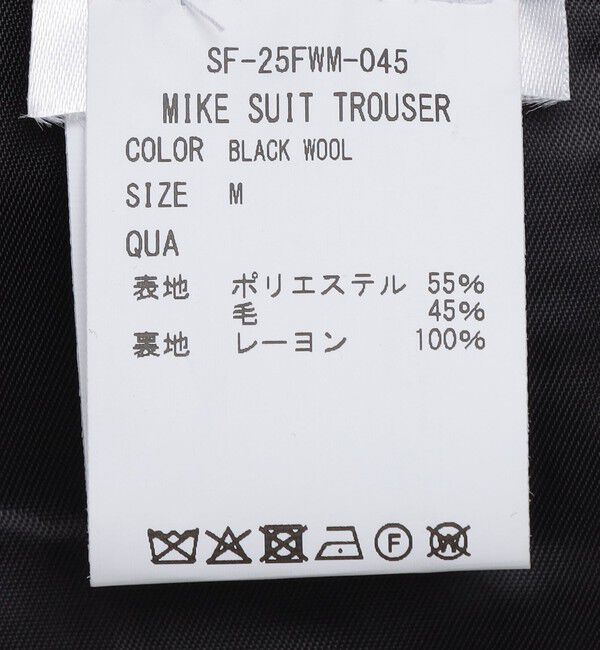 SF-25FWM-045
MIKE SUIT TROUSER
COLOR BLACK WOOL
SIZE M
QUA
表地 ポリエステル 55%
毛 45%
裏地 レーヨン 100%
F W